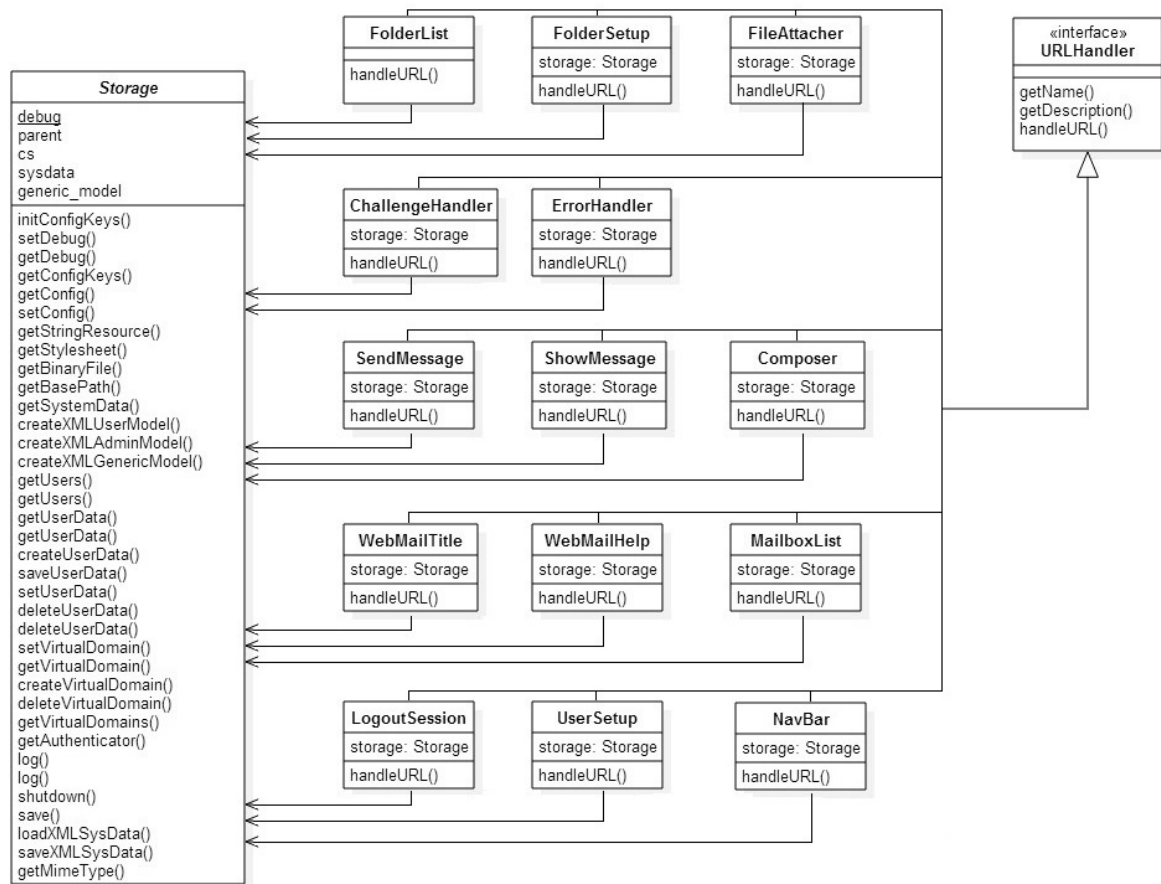 Storage
debug
parent
cs
sysdata
generic_model
initConfigKeys()
setDebug()
getDebug()
getConfigKeys()
getConfig()
setConfig()
getStringResource()
getStylesheet()
getBinaryFile()
getBasePath()
getSystemData()
createXMLUserModel()
createXMLAdminModel()
createXMLGenericModel()
getUsers()
getUsers()
getUserData()
getUserData()
createUserData()
saveUserData()
setUserData()
deleteUserData()
deleteUserData()
setVirtualDomain()
getVirtualDomain()
createVirtualDomain()
deleteVirtualDomain()
getVirtualDomains()
getAuthenticator()
log()
log()
shutdown()
save()
loadXMLSysData()
saveXMLSysData()
getMimeType()
FolderList
handleURL()
FolderSetup
storage: Storage
handleURL()
FileAttacher
storage: Storage
handleURL()
ChallengeHandler
storage: Storage
handleURL()
ErrorHandler
storage: Storage
handleURL()
SendMessage
storage: Storage
handleURL()
ShowMessage
storage: Storage
handleURL()
Composer
storage: Storage
handleURL()
WebMailTitle
storage: Storage
handleURL()
WebMailHelp
storage: Storage
handleURL()
MailboxList
storage: Storage
handleURL()
LogoutSession
storage: Storage
handleURL()
UserSetup
storage: Storage
handleURL()
NavBar
storage: Storage
handleURL()
«interface»
URLHandler
getName()
getDescription()
handleURL()